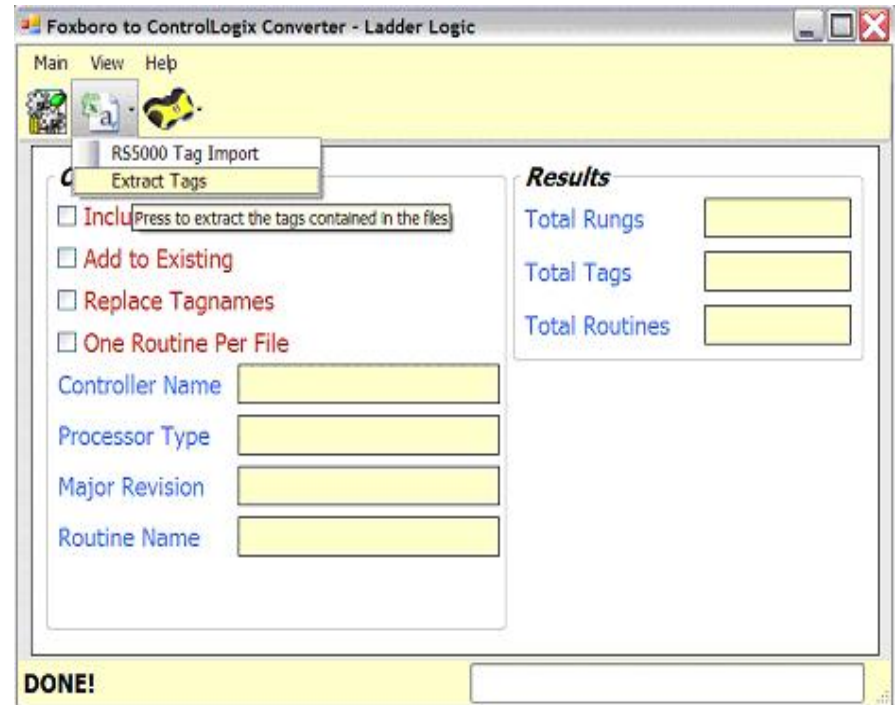 Foxboro to ControlLogix Converter - Ladder Logic
Main View Help
a
RS5000 Tag Import
Extract Tags
Press to extract the tags contained in the files
Add to Existing
Replace Tagnames
One Routine Per File
Controller Name
Processor Type
Major Revision
Routine Name
Results
Total Rungs
Total Tags
Total Routines
DONE!